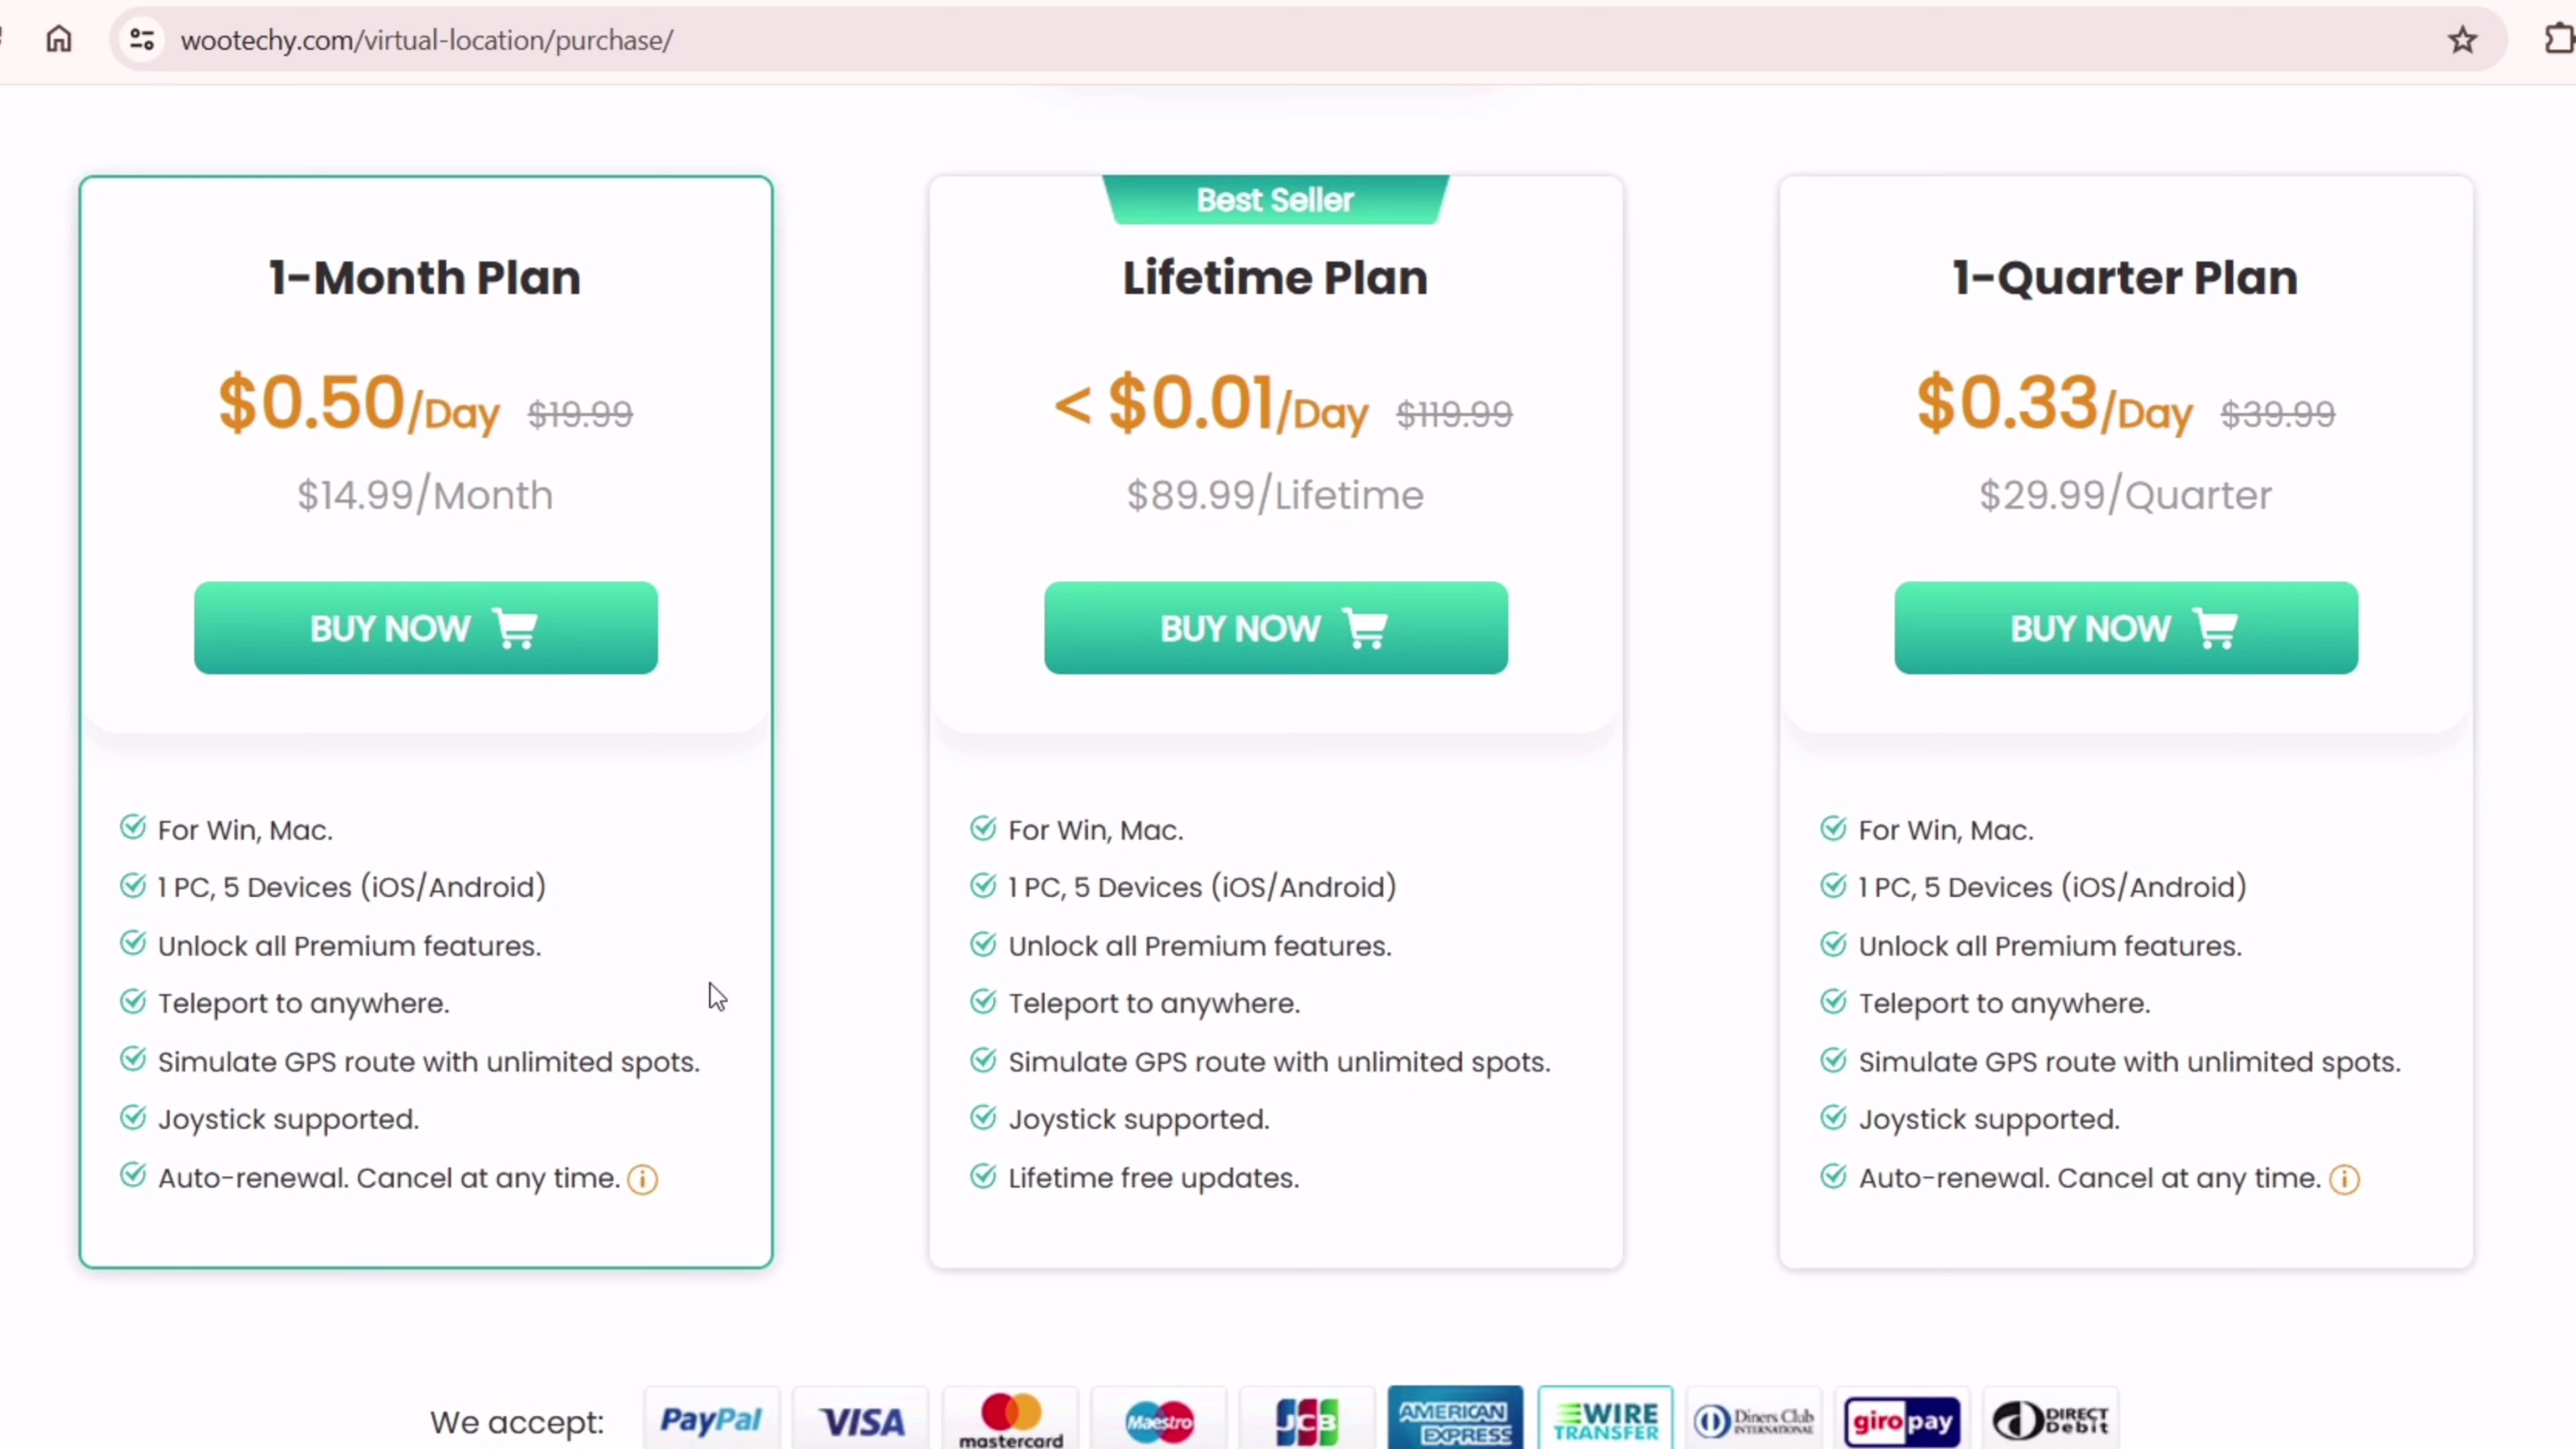 wootechy.com/virtual-location/purchase/
1-Month Plan
$0.50/Day $19.99
$14.99/Month
BUY NOW
For Win, Mac.
1 PC, 5 Devices (iOS/Android)
Unlock all Premium features.
Teleport to anywhere.
Simulate GPS route with unlimited spots.
Joystick supported.
Auto-renewal. Cancel at any time.
Best Seller
Lifetime Plan
< $0.01/Day $119.99
$89.99/Lifetime
BUY NOW
For Win, Mac.
1 PC, 5 Devices (iOS/Android)
Unlock all Premium features.
Teleport to anywhere.
Simulate GPS route with unlimited spots.
Joystick supported.
Lifetime free updates.
1-Quarter Plan
$0.33/Day $39.99
$29.99/Quarter
BUY NOW
For Win, Mac.
1 PC, 5 Devices (iOS/Android)
Unlock all Premium features.
Teleport to anywhere.
Simulate GPS route with unlimited spots.
Joystick supported.
Auto-renewal. Cancel at any time.
We accept:
PayPal
VISA
mastercard
Maestro
JCB
AMERICAN
EXPRESS
WIRE
TRANSFER
Diners Club
INTERNATIONAL
giropay
DIRECT
Debit